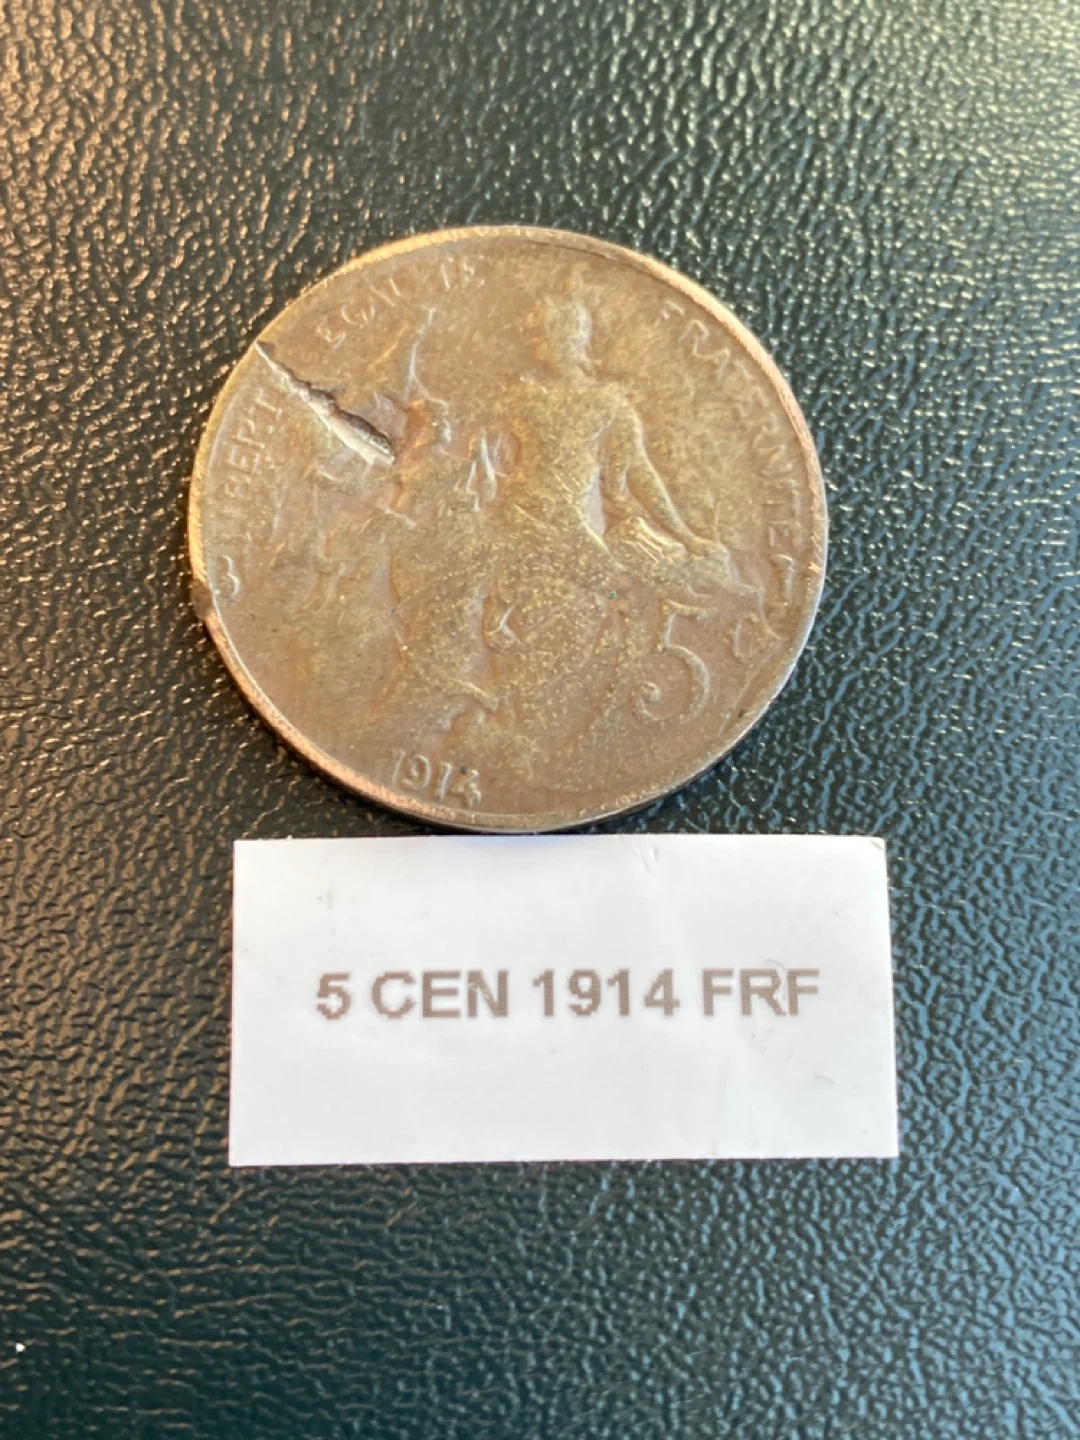 LIBERTE
EGALITE
FRATERNITE
5 C
1914
5 CEN 1914 FRF